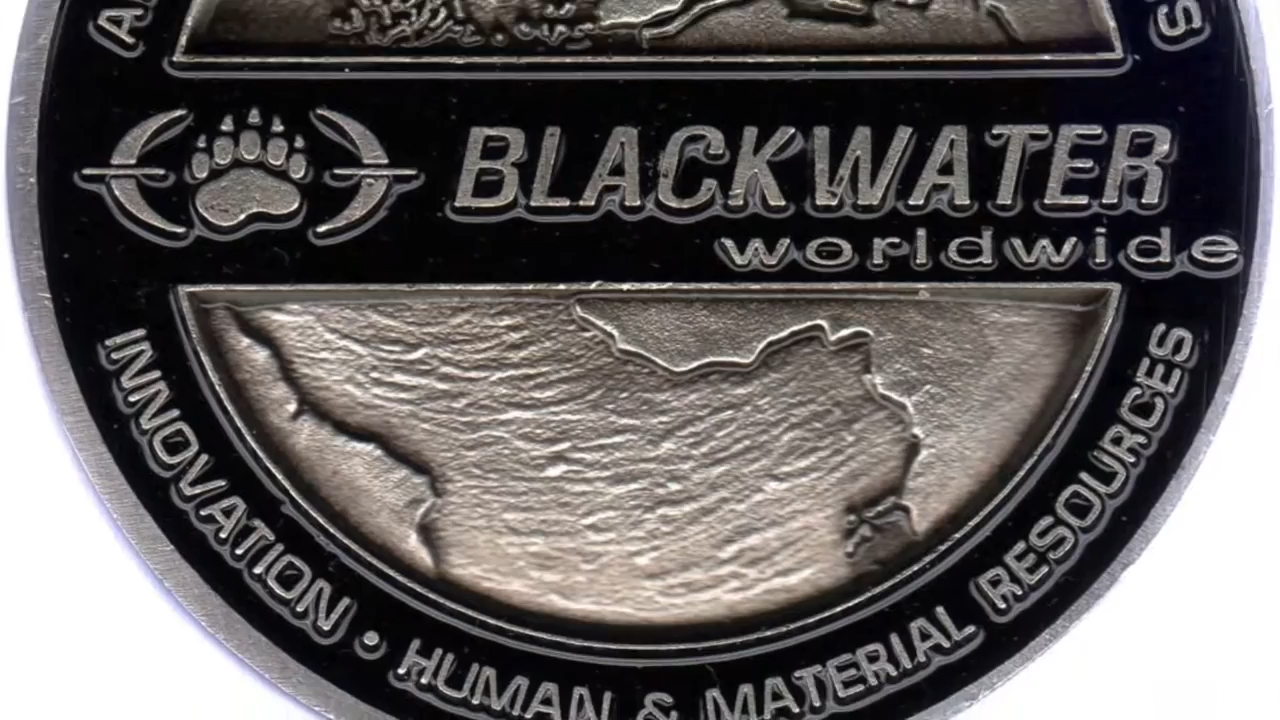 BLACKWATER
worldwide
INNOVATION • HUMAN & MATERIAL RESOURCES